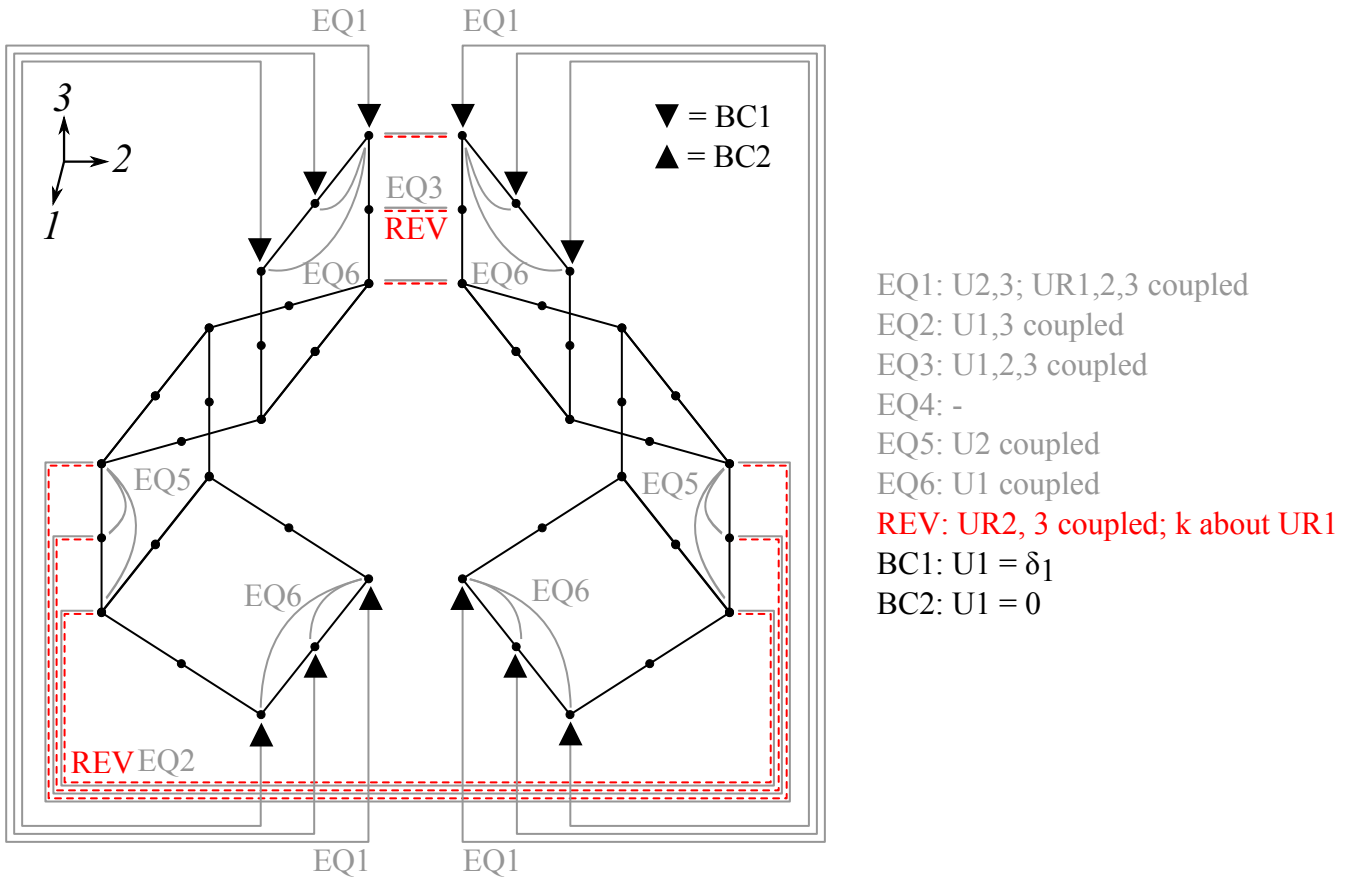 EQ1 EQ1
3
2
1
▼ = BC1
▲ = BC2
EQ3
REV
EQ6 EQ6
EQ5 EQ5
EQ6 EQ6
REV EQ2
EQ1 EQ1
EQ1: U2,3; UR1,2,3 coupled
EQ2: U1,3 coupled
EQ3: U1,2,3 coupled
EQ4: -
EQ5: U2 coupled
EQ6: U1 coupled
REV: UR2, 3 coupled; k about UR1
BC1: U1 = δ1
BC2: U1 = 0